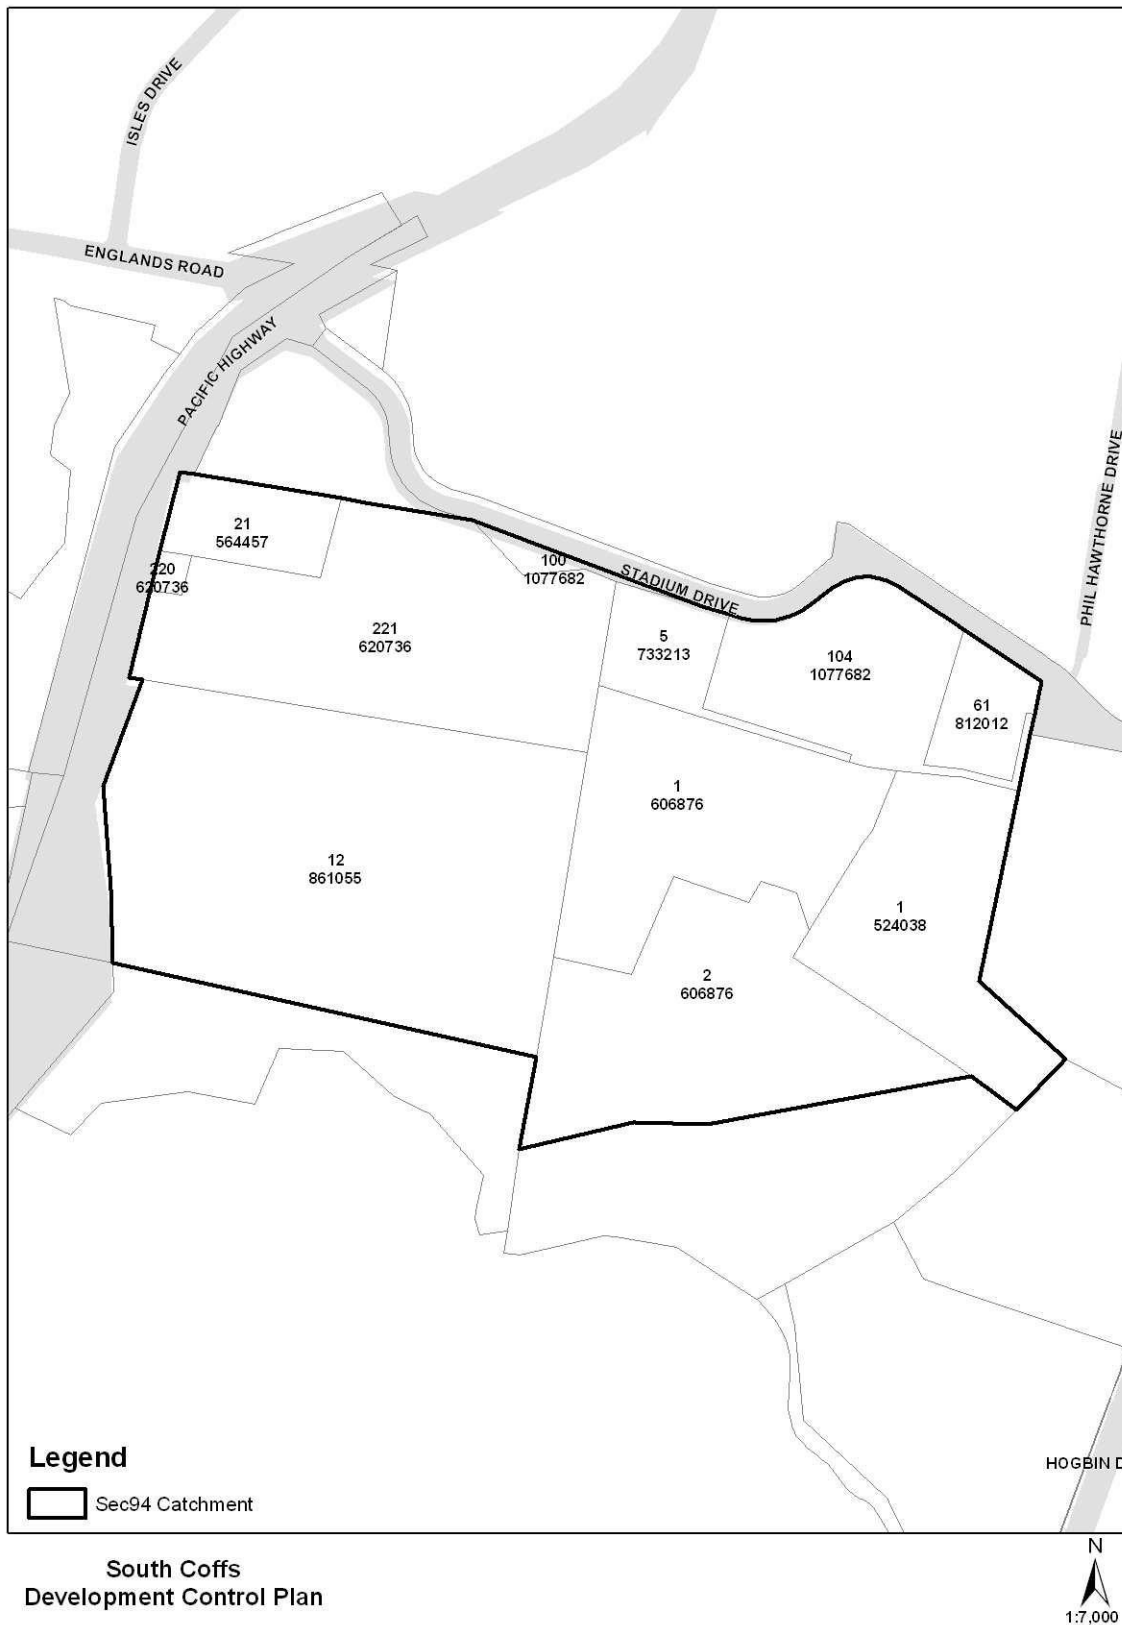 ISLES DRIVE
ENGLANDS ROAD
PACIFIC HIGHWAY
PHIL HAWTHORNE DRIVE
21
564457
100
1077682
STADIUM DRIVE
220
620736
221
620736
5
733213
104
1077682
61
812012
1
606876
12
861055
1
524038
2
606876
Legend
Sec94 Catchment
HOGBIN D
South Coffs
Development Control Plan
N
1:7,000